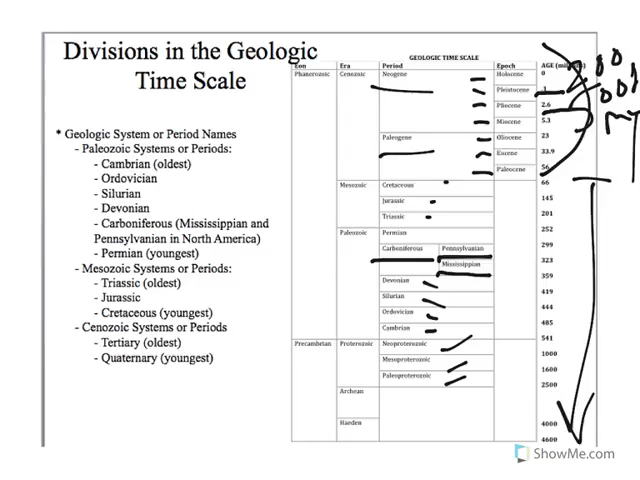 Divisions in the Geologic
Time Scale
* Geologic System or Period Names
- Paleozoic Systems or Periods:
- Cambrian (oldest)
- Ordovician
- Silurian
- Devonian
- Carboniferous (Mississippian and
Pennsylvanian in North America)
- Permian (youngest)
- Mesozoic Systems or Periods:
- Triassic (oldest)
- Jurassic
- Cretaceous (youngest)
- Cenozoic Systems or Periods
- Tertiary (oldest)
- Quaternary (youngest)
GEOLOGIC TIME SCALE
Eon Era Period Epoch AGE
Phanerozoic Cenozoic Neogene Holocene 0
Pleistocene .1
Pliocene 2.6
Miocene 5.3
Paleogene Oliocene 23
Eocene 33.9
Paleocene 56
Mesozoic Cretaceous 66
Jurassic 145
Triassic 201
Paleozoic Permian 252
Carboniferous Pennsylvanian 299
Mississippian 323
Devonian 359
Silurian 419
Ordovician 444
Cambrian 485
Precambrian Proterozoic Neoproterozoic 541
1000
Mesoproterozoic 1600
Paleoproterozoic 2500
Archean
4000
Haeden
4600
ShowMe.com